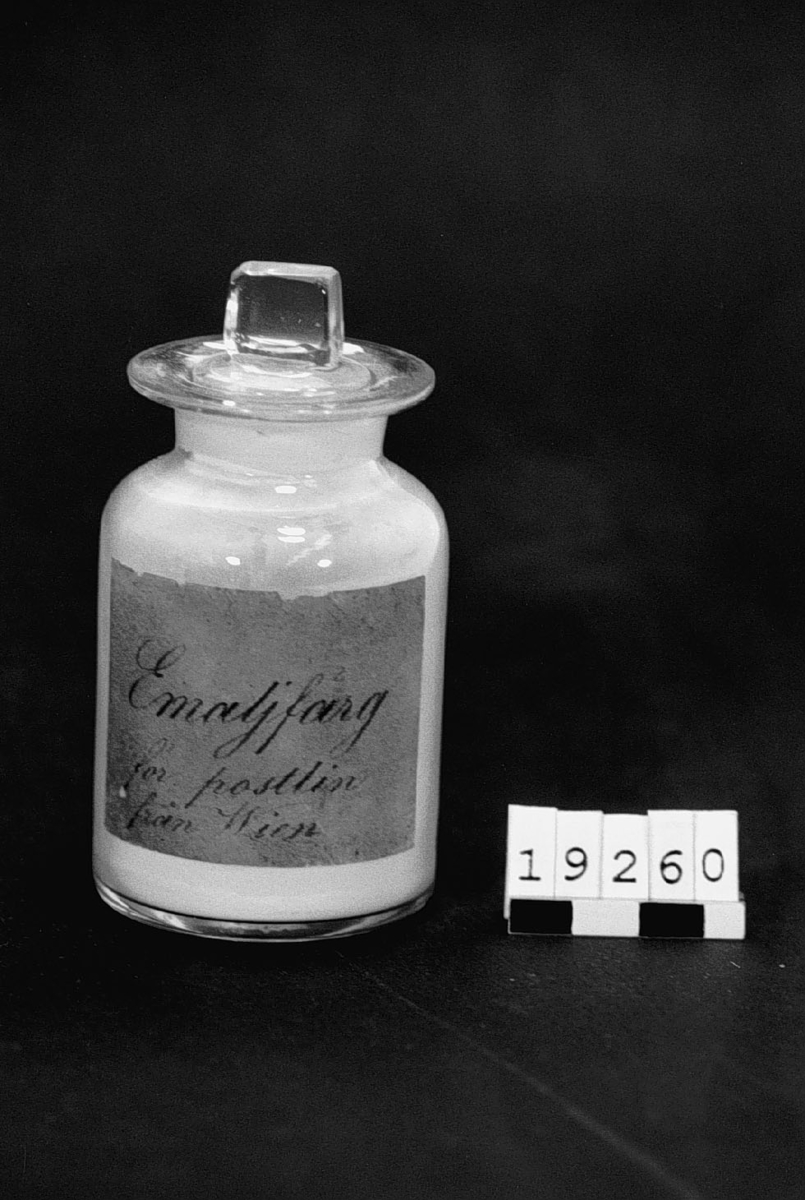 Emaljfärg
för postlin
från Wien
19260